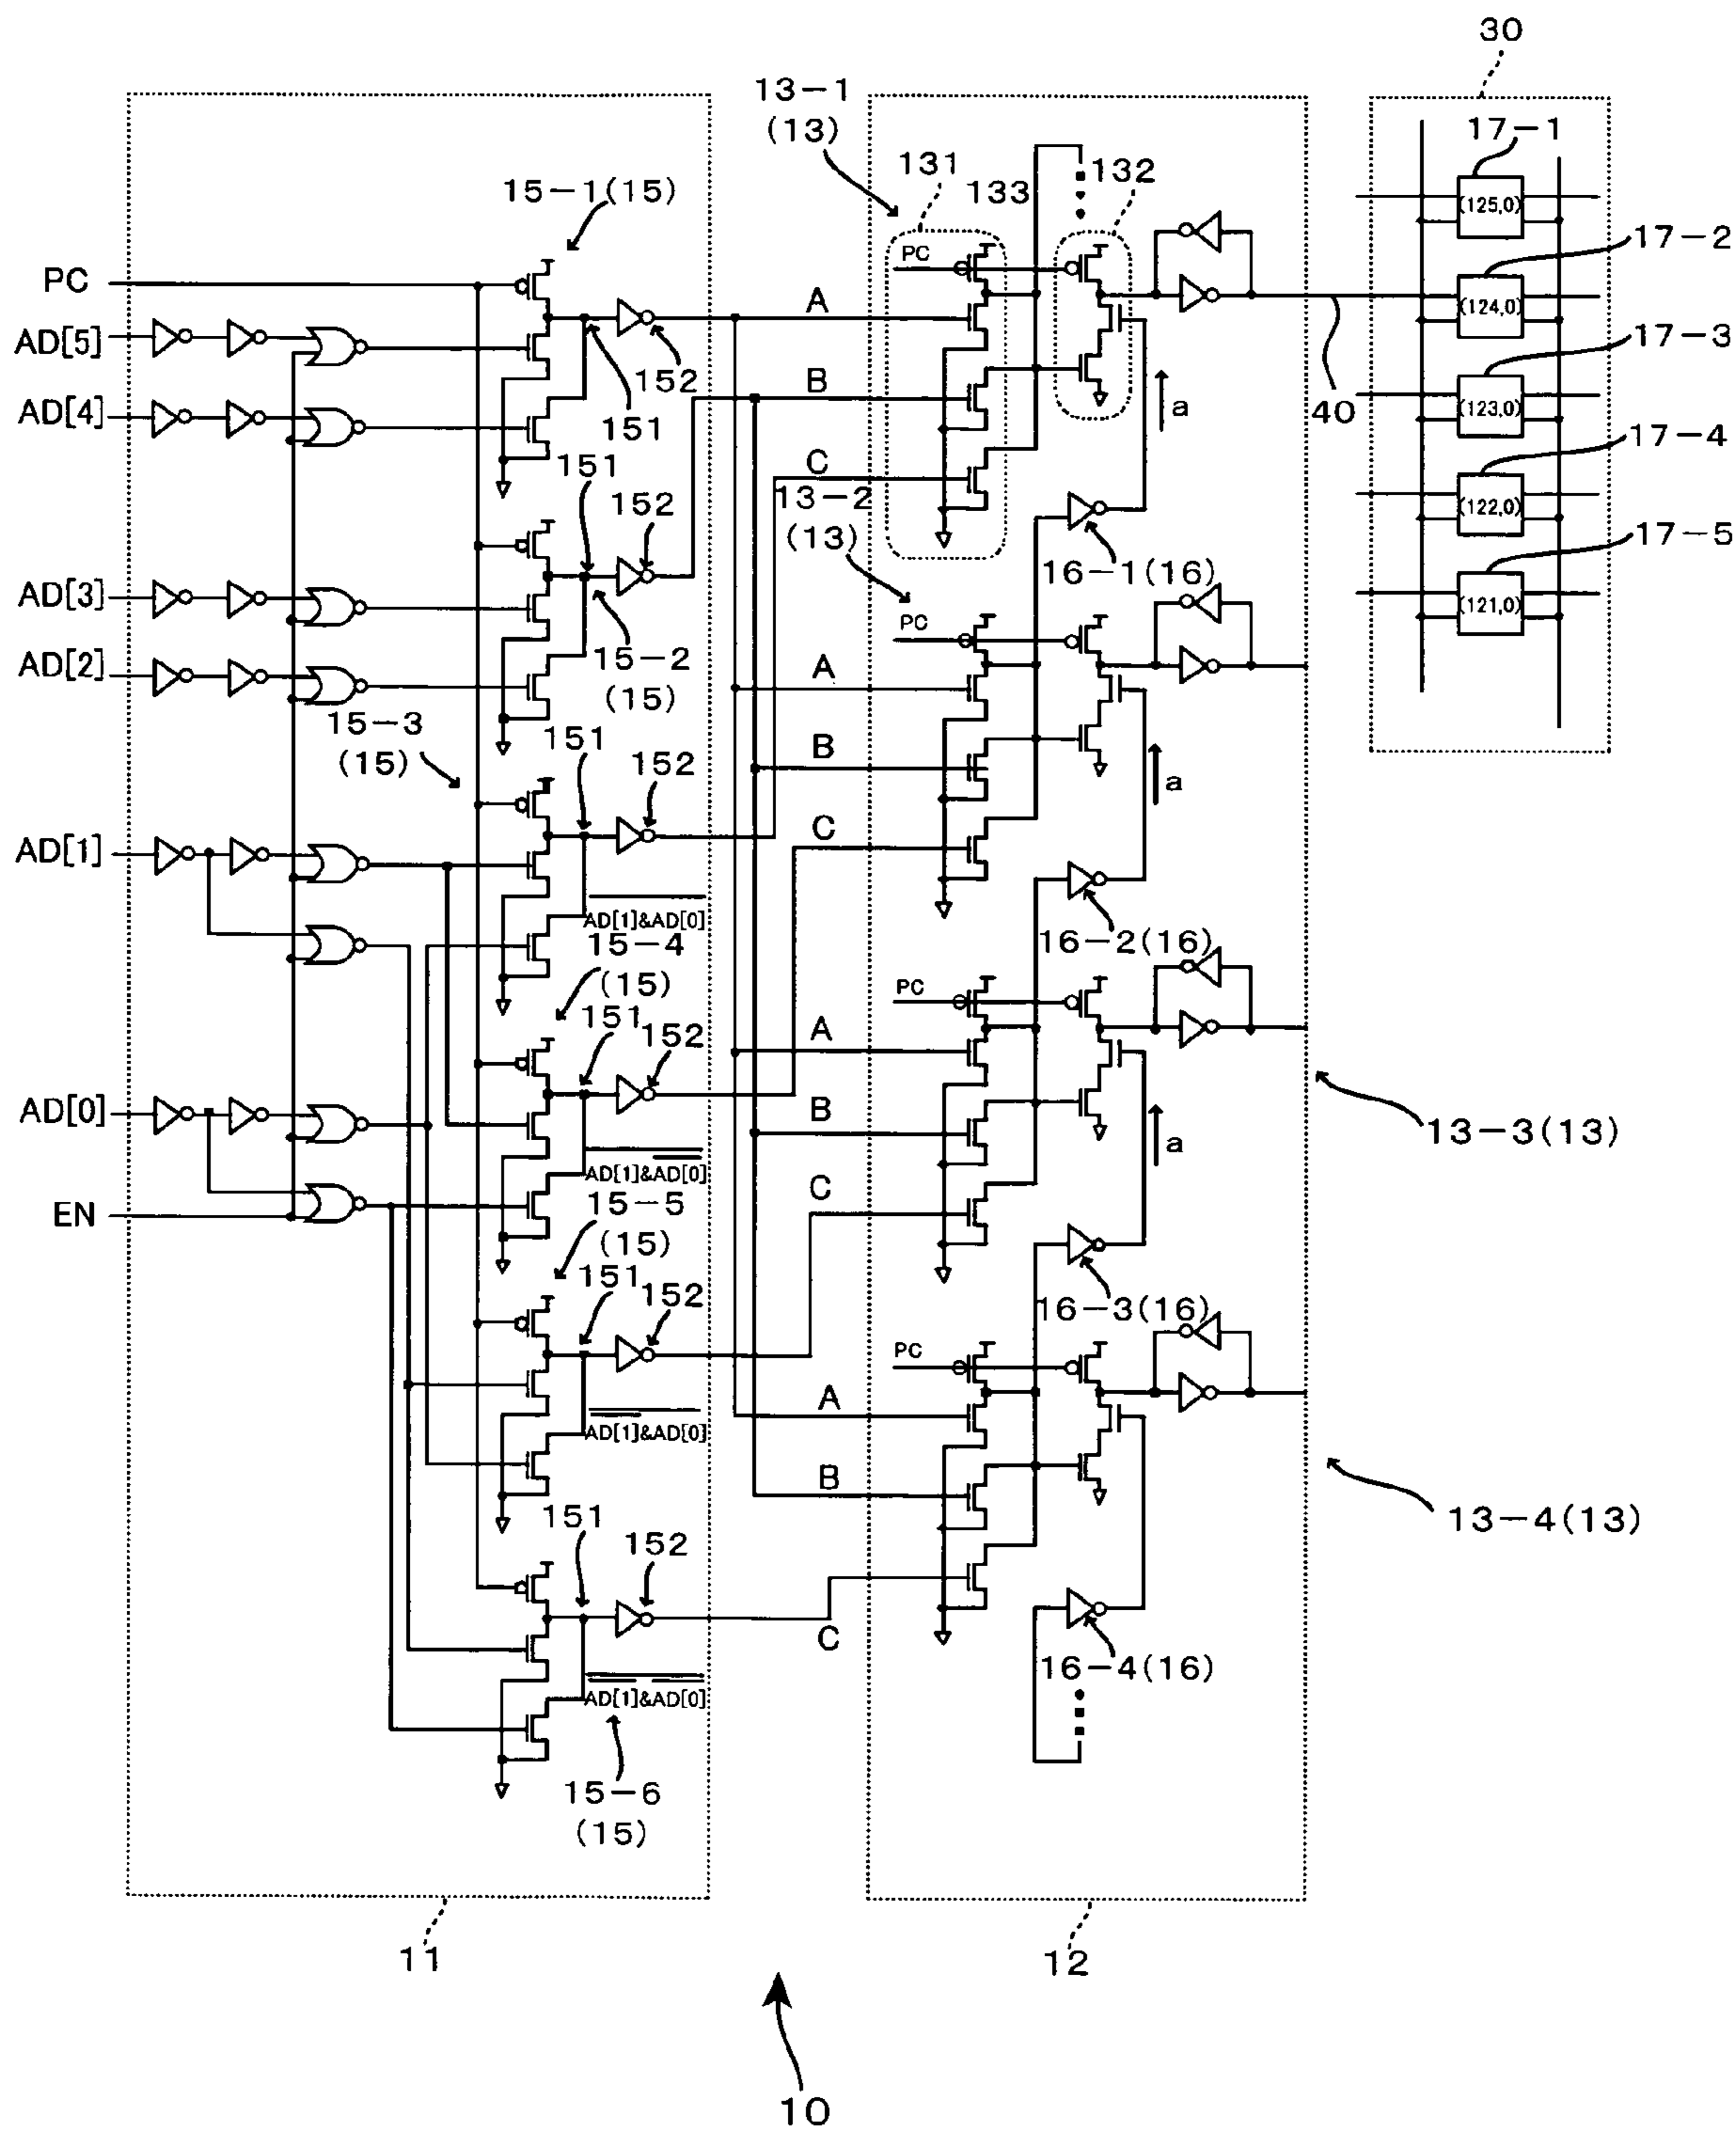 30
13-1
(13)
17-1
131
133
132
15-1(15)
(125,0)
17-2
PC
PC
(124,0)
AD[5]
A
152
17-3
B
a
40
(123,0)
AD[4]
151
17-4
151
C
152
13-2
(13)
(122,0)
17-5
16-1(16)
AD[3]
(121,0)
PC
15-2
(15)
AD[2]
A
15-3
(15)
151
152
B
a
C
AD[1]
AD[1]&AD[0]
15-4
(15)
16-2(16)
PC
151
152
A
AD[0]
B
a
13-3(13)
AD[1]&AD[0]
C
15-5
(15)
EN
151
152
16-3(16)
PC
A
AD[1]&AD[0]
B
151
152
13-4(13)
C
16-4(16)
AD[1]&AD[0]
15-6
(15)
11
12
10